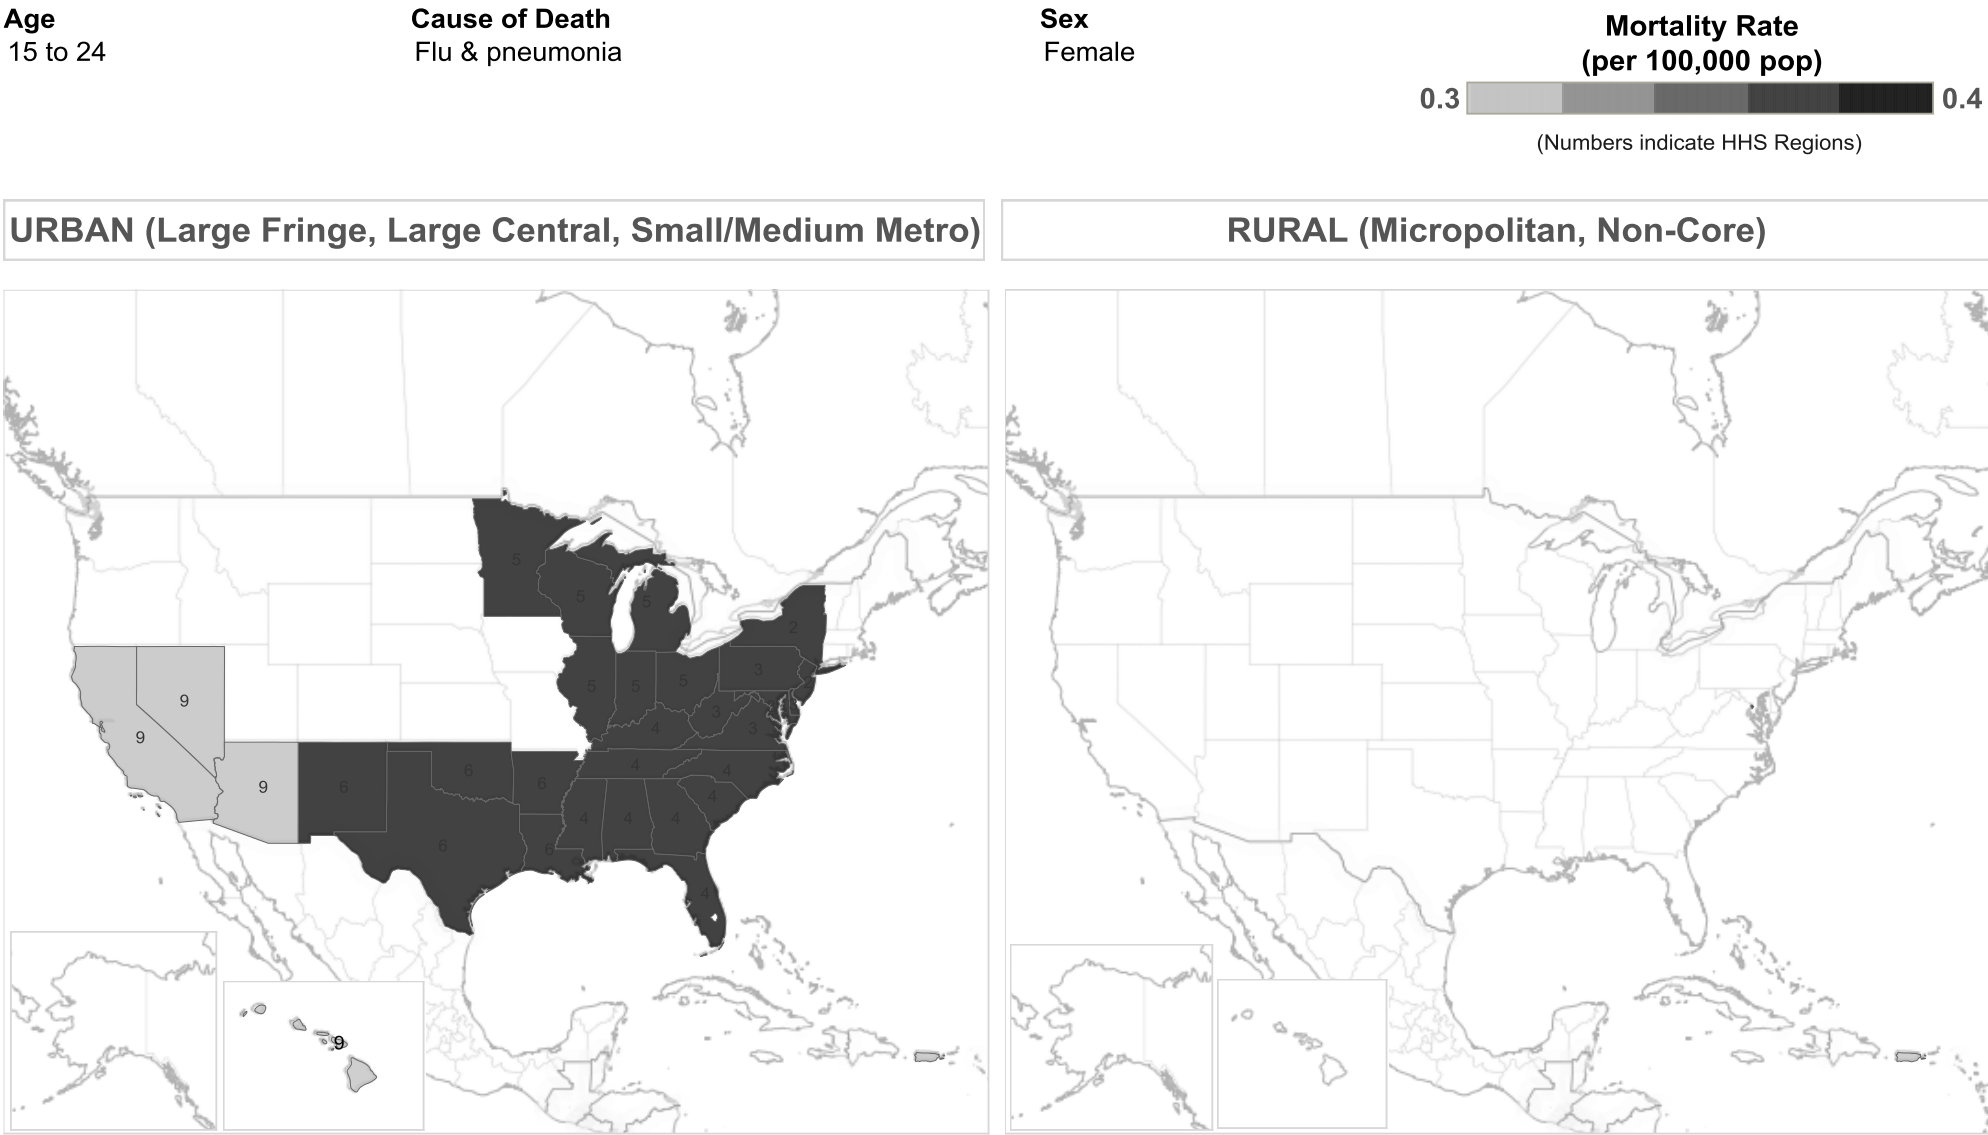 Age
15 to 24
Cause of Death
Flu & pneumonia
Sex
Female
Mortality Rate
(per 100,000 pop)
0.3
0.4
(Numbers indicate HHS Regions)
URBAN (Large Fringe, Large Central, Small/Medium Metro)
RURAL (Micropolitan, Non-Core)
5
5
5
2
3
5
5
5
2
9
3
4
3
9
4
4
6
6
9
6
4
4
4
4
6
6
4
9